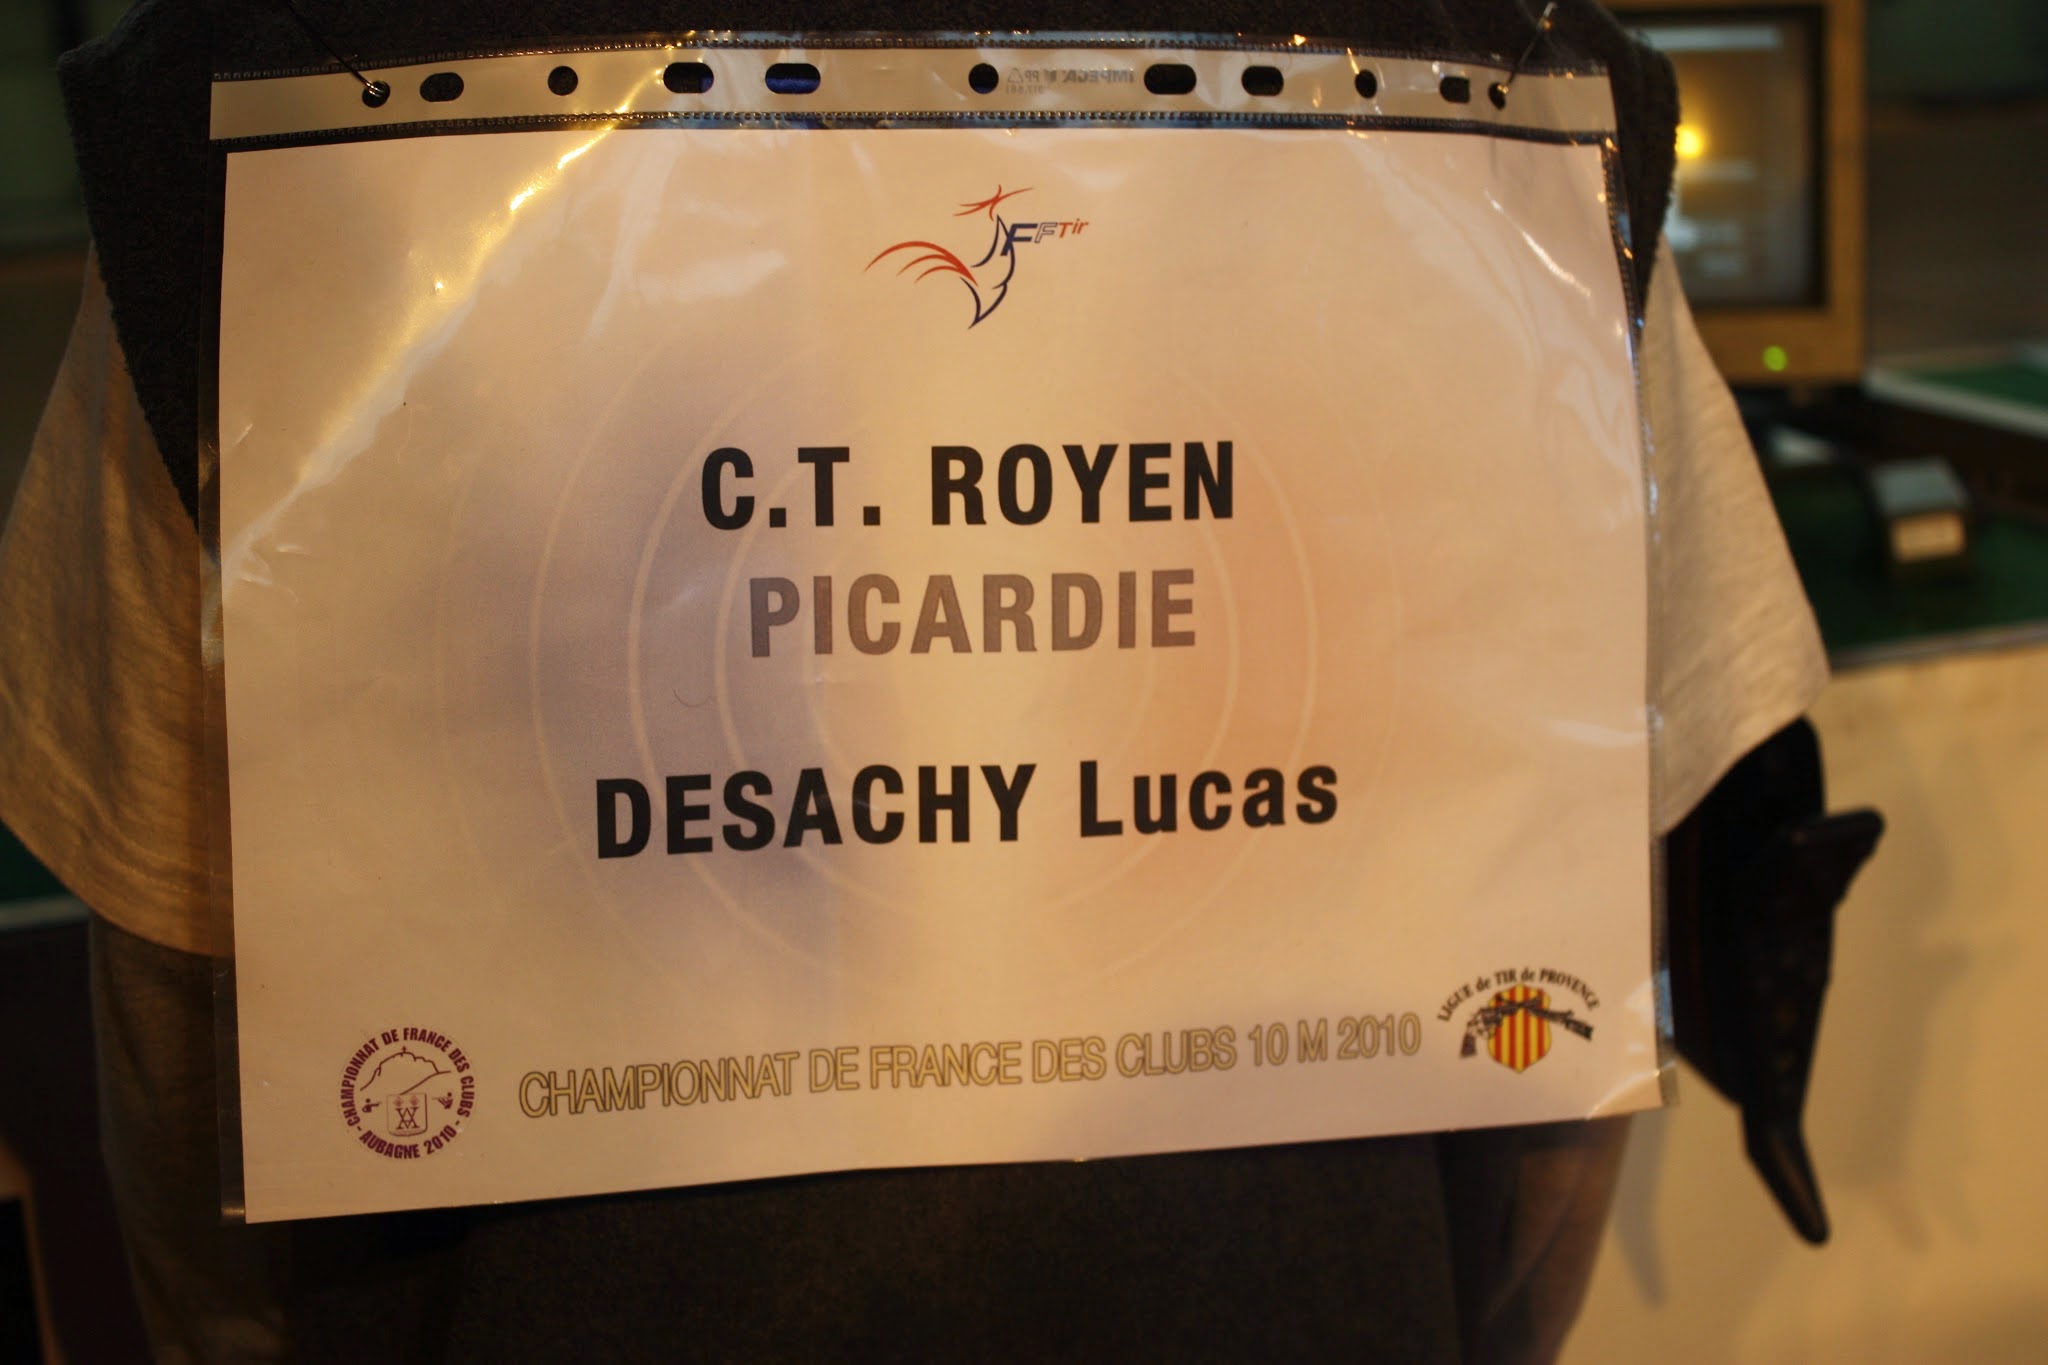 FFTir
C.T. ROYEN
PICARDIE
DESACHY Lucas
CHAMPIONNAT DE FRANCE DES CLUBS
- AUBAGNE 2010 -
CHAMPIONNAT DE FRANCE DES CLUBS 10 M 2010
LIGUE de TIR de PROVENCE